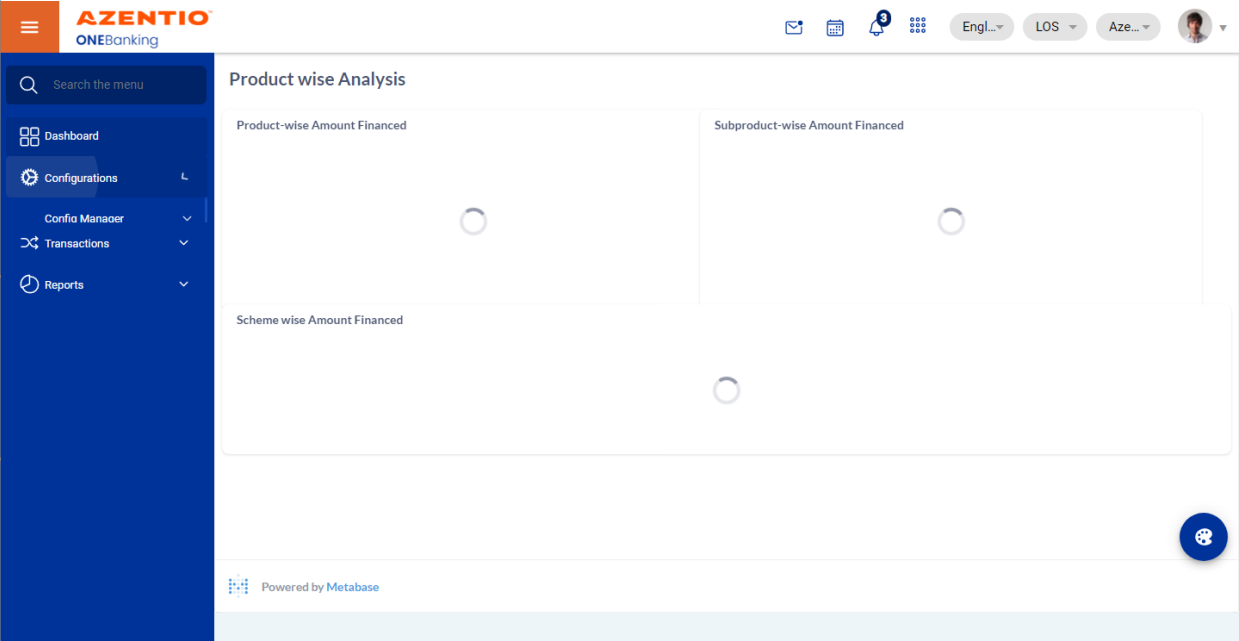 AZENTIO™
ONEBanking
3
Engl...
LOS
Aze...
Search the menu
Dashboard
Configurations
Config Manager
Transactions
Reports
Product wise Analysis
Product-wise Amount Financed
Subproduct-wise Amount Financed
Scheme wise Amount Financed
Powered by Metabase